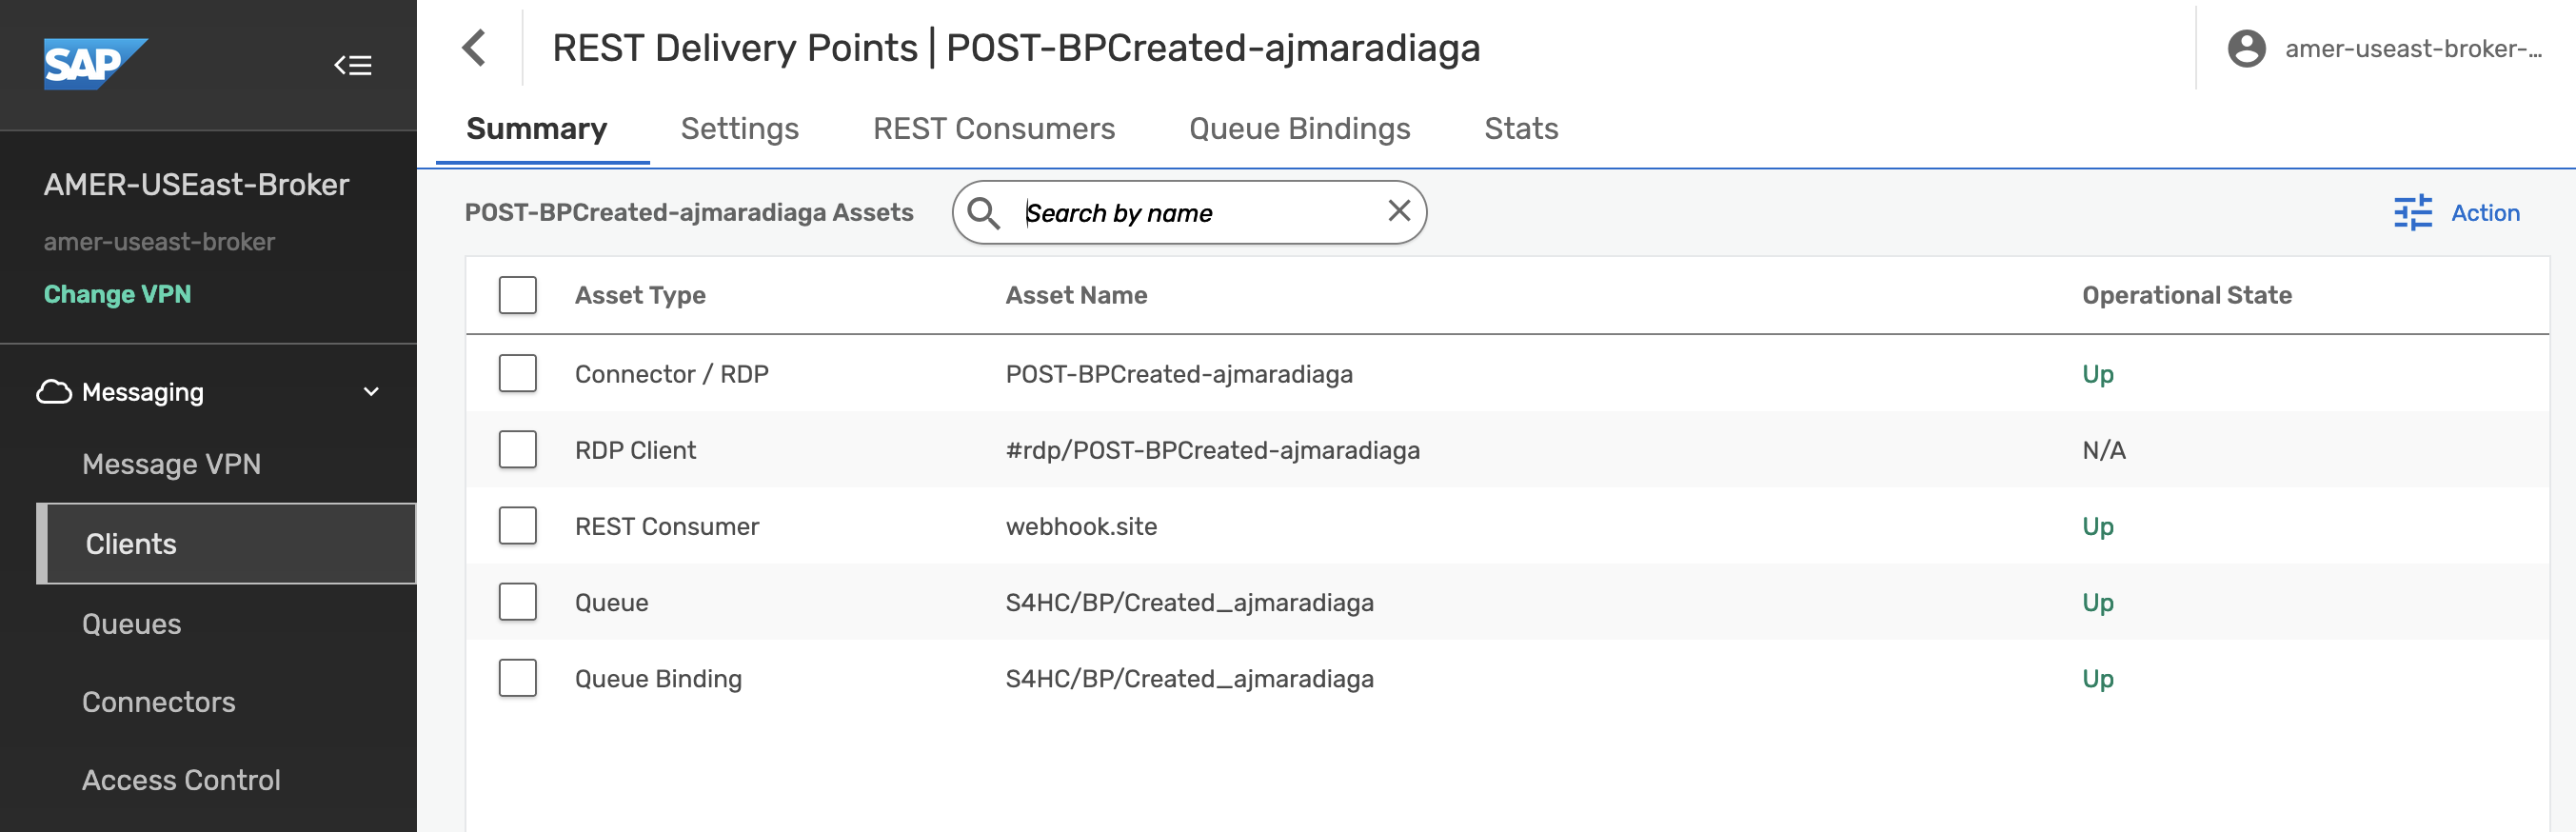 SAP
REST Delivery Points | POST-BPCreated-ajmaradiaga
amer-useast-broker-...
Summary Settings REST Consumers Queue Bindings Stats
AMER-USEast-Broker
amer-useast-broker
Change VPN
POST-BPCreated-ajmaradiaga Assets
Search by name
Action
Asset Type Asset Name Operational State
Connector / RDP POST-BPCreated-ajmaradiaga Up
RDP Client #rdp/POST-BPCreated-ajmaradiaga N/A
REST Consumer webhook.site Up
Queue S4HC/BP/Created_ajmaradiaga Up
Queue Binding S4HC/BP/Created_ajmaradiaga Up
Messaging
Message VPN
Clients
Queues
Connectors
Access Control